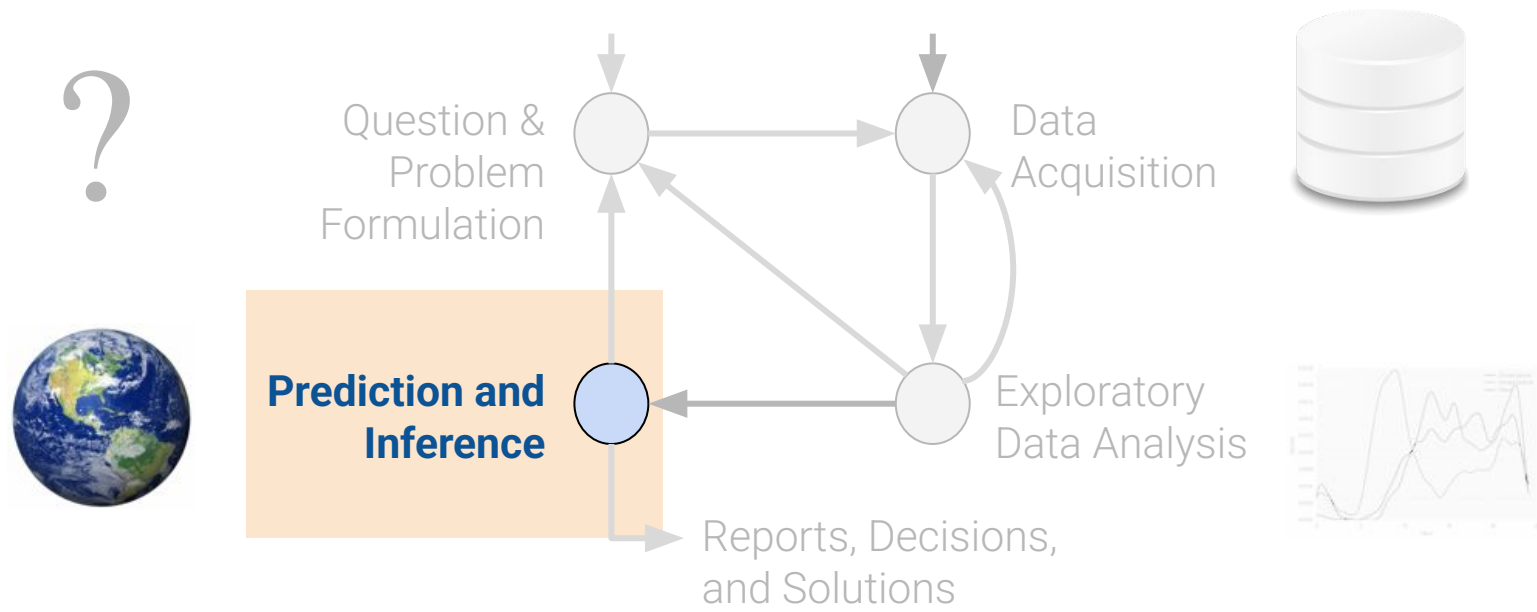 ?
Question &
Problem
Formulation
Data
Acquisition
Prediction and
Inference
Exploratory
Data Analysis
Reports, Decisions,
and Solutions